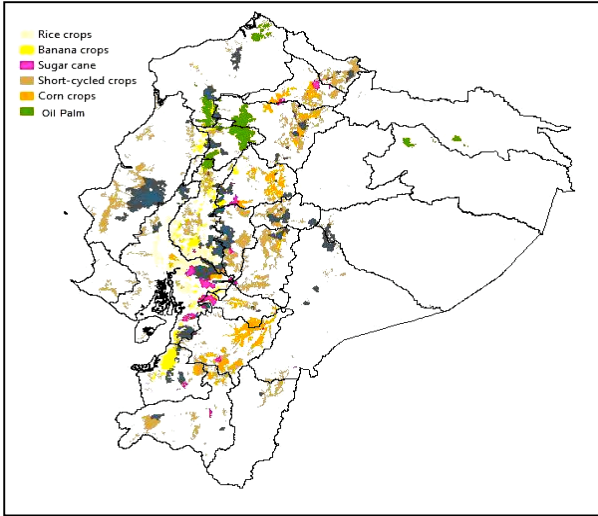 Rice crops
Banana crops
Sugar cane
Short-cycled crops
Corn crops
Oil Palm